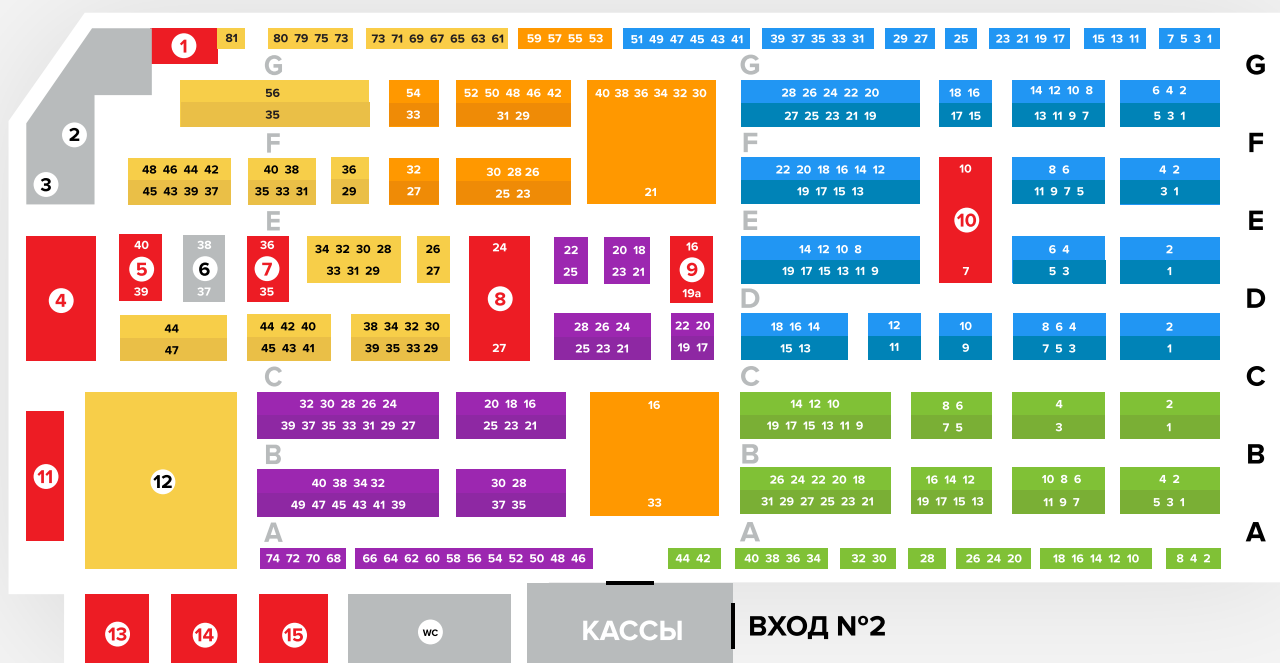 1 81 80 79 75 73 73 71 69 67 65 63 61 59 57 55 53 51 49 47 45 43 41 39 37 35 33 31 29 27 25 23 21 19 17 15 13 11 7 5 3 1
G G G
56 54 52 50 48 46 42 40 38 36 34 32 30 28 26 24 22 20 18 16 14 12 10 8 6 4 2
35 33 31 29 27 25 23 21 19 17 15 13 11 9 7 5 3 1
2
F F F
48 46 44 42 40 38 36 32 30 28 26 22 20 18 16 14 12 10 8 6 4 2
3 45 43 39 37 35 33 31 29 27 25 23 21 19 17 15 13 11 9 7 5 3 1
E E 10 E
40 38 36 34 32 30 28 26 24 22 20 18 16 14 12 10 8 6 4 2
5 6 7 33 31 29 27 25 23 21 9 19 17 15 13 11 9 7 5 3 1
39 37 35 19a
4 8 D D
44 44 42 40 38 34 32 30 28 26 24 22 20 18 16 14 12 10 8 6 4 2
47 45 43 41 39 35 33 29 27 25 23 21 19 17 15 13 11 9 7 5 3 1
C C C
32 30 28 26 24 20 18 16 16 14 12 10 8 6 4 2
39 37 35 33 31 29 27 25 23 21 19 17 15 13 11 9 7 5 3 1
B B B
11 12 40 38 34 32 30 28 26 24 22 20 18 16 14 12 10 8 6 4 2
49 47 45 43 41 39 37 35 33 31 29 27 25 23 21 19 17 15 13 11 9 7 5 3 1
A A A
74 72 70 68 66 64 62 60 58 56 54 52 50 48 46 44 42 40 38 36 34 32 30 28 26 24 20 18 16 14 12 10 8 4 2
13 14 15 WC КАССЫ ВХОД №2